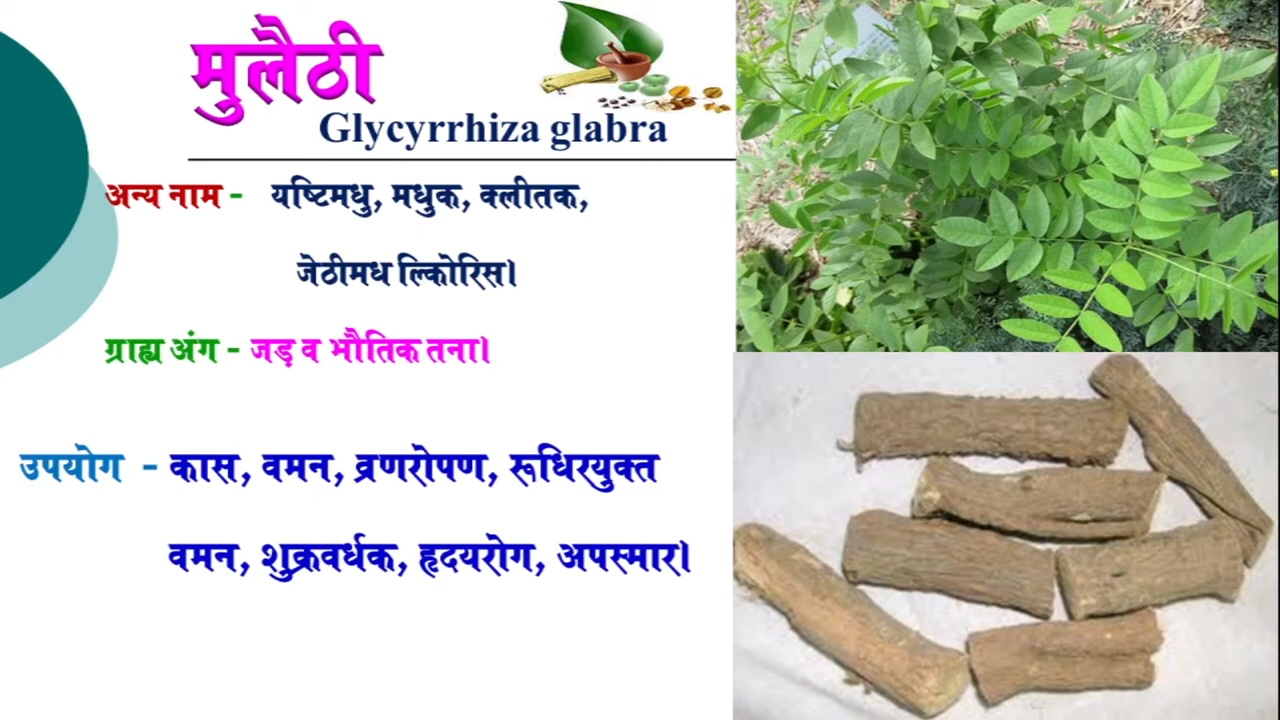 मुलैठी
Glycyrrhiza glabra
अन्य नाम - यष्टिमधु, मधुक, क्लीतक,
जेठीमध ल्किोरिस।
ग्राह्य अंग - जड़ व भौतिक तना।
उपयोग - कास, वमन, व्रणरोपण, रूधिरयुक्त
वमन, शुक्रवर्धक, हृदयरोग, अपस्मार।